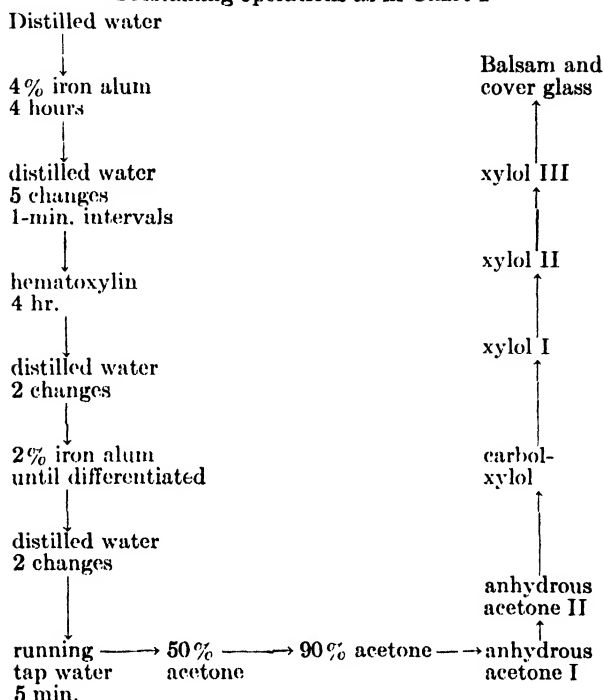 operations as in Chart I
Distilled water
4% iron alum
4 hours
distilled water
5 changes
1-min. intervals
hematoxylin
4 hr.
distilled water
2 changes
2% iron alum
until differentiated
distilled water
2 changes
running
tap water
5 min.
50%
acetone
90% acetone
anhydrous
acetone I
anhydrous
acetone II
carbol-
xylol
xylol I
xylol II
xylol III
Balsam and
cover glass